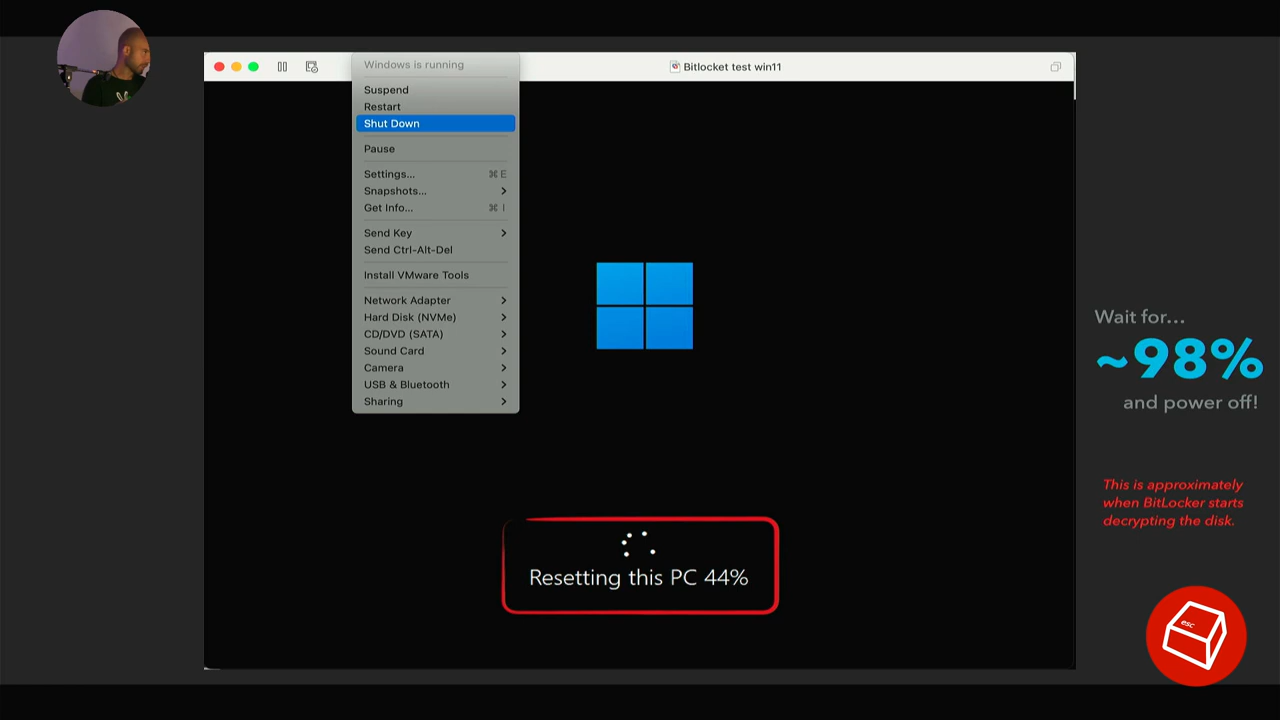 Bitlocket test win11
Windows is running
Suspend
Restart
Shut Down
Pause
Settings... ⌘ E
Snapshots...
Get Info... ⌘ I
Send Key
Send Ctrl-Alt-Del
Install VMware Tools
Network Adapter
Hard Disk (NVMe)
CD/DVD (SATA)
Sound Card
Camera
USB & Bluetooth
Sharing
Resetting this PC 44%
Wait for...
~98%
and power off!
This is approximately
when BitLocker starts
decrypting the disk.
esc